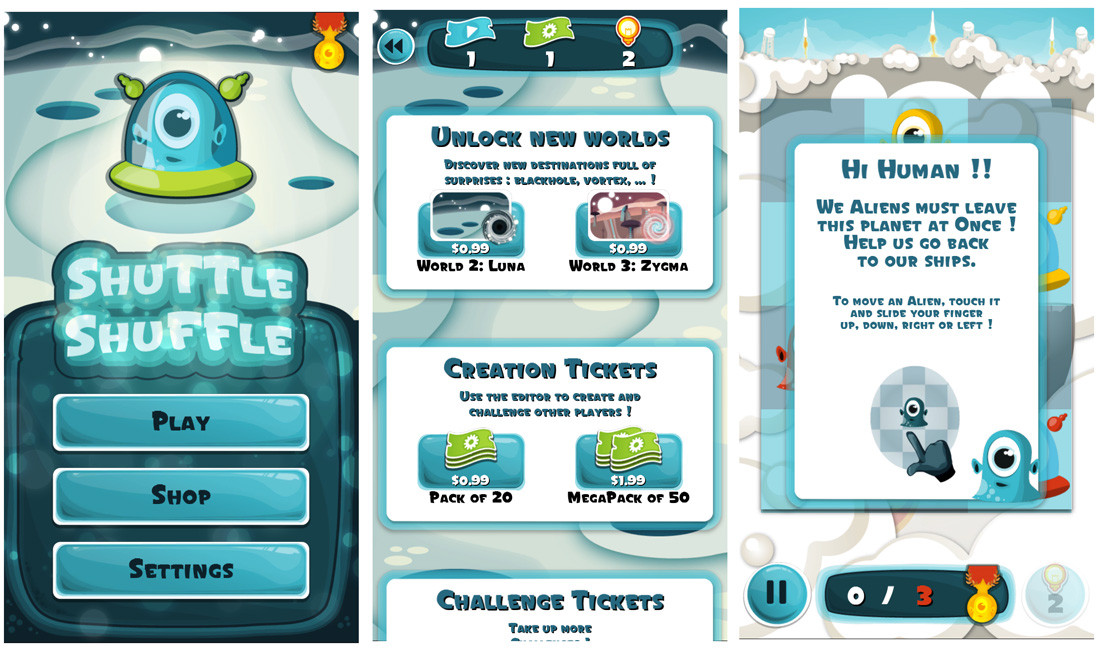 Shuttle
Shuffle
Play
Shop
Settings
1 1 2
Unlock new worlds
Discover new destinations full of
surprises : blackhole, vortex, ... !
$0.99 $0.99
World 2: Luna World 3: Zygma
Creation Tickets
Use the editor to create and
challenge other players !
$0.99 $1.99
Pack of 20 MegaPack of 50
Challenge Tickets
Take up more
Hi Human !!
We Aliens must leave
this planet at Once !
Help us go back
to our ships.
To move an Alien, touch it
and slide your finger
up, down, right or left !
0 / 3
2